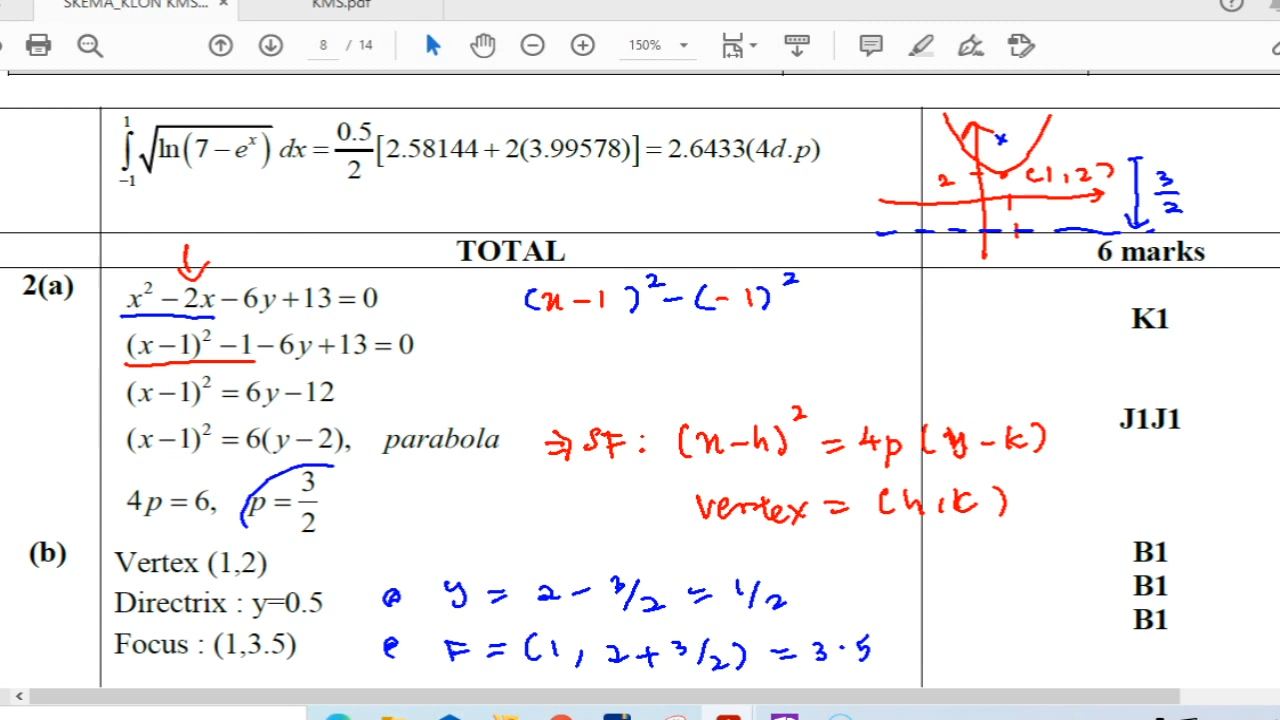 SKEMA_KLON KMS...
KMS.pdf
8 / 14
150%
∫₋₁¹ √ln(7 − eˣ) dx = 0.5/2 [2.58144 + 2(3.99578)] = 2.6433(4d.p)
x
2
(1,2)
3/2
1
TOTAL
6 marks
2(a)
x² − 2x − 6y + 13 = 0
(x − 1)² − (−1)²
K1
(x − 1)² − 1 − 6y + 13 = 0
(x − 1)² = 6y − 12
(x − 1)² = 6(y − 2), parabola
⇒ SF : (x − h)² = 4p (y − k)
J1J1
4p = 6, p = 3/2
vertex = (h, k)
(b)
Vertex (1,2)
B1
Directrix : y=0.5
@ y = 2 − 3/2 = 1/2
B1
Focus : (1,3.5)
@ F = (1, 2 + 3/2) = 3.5
B1